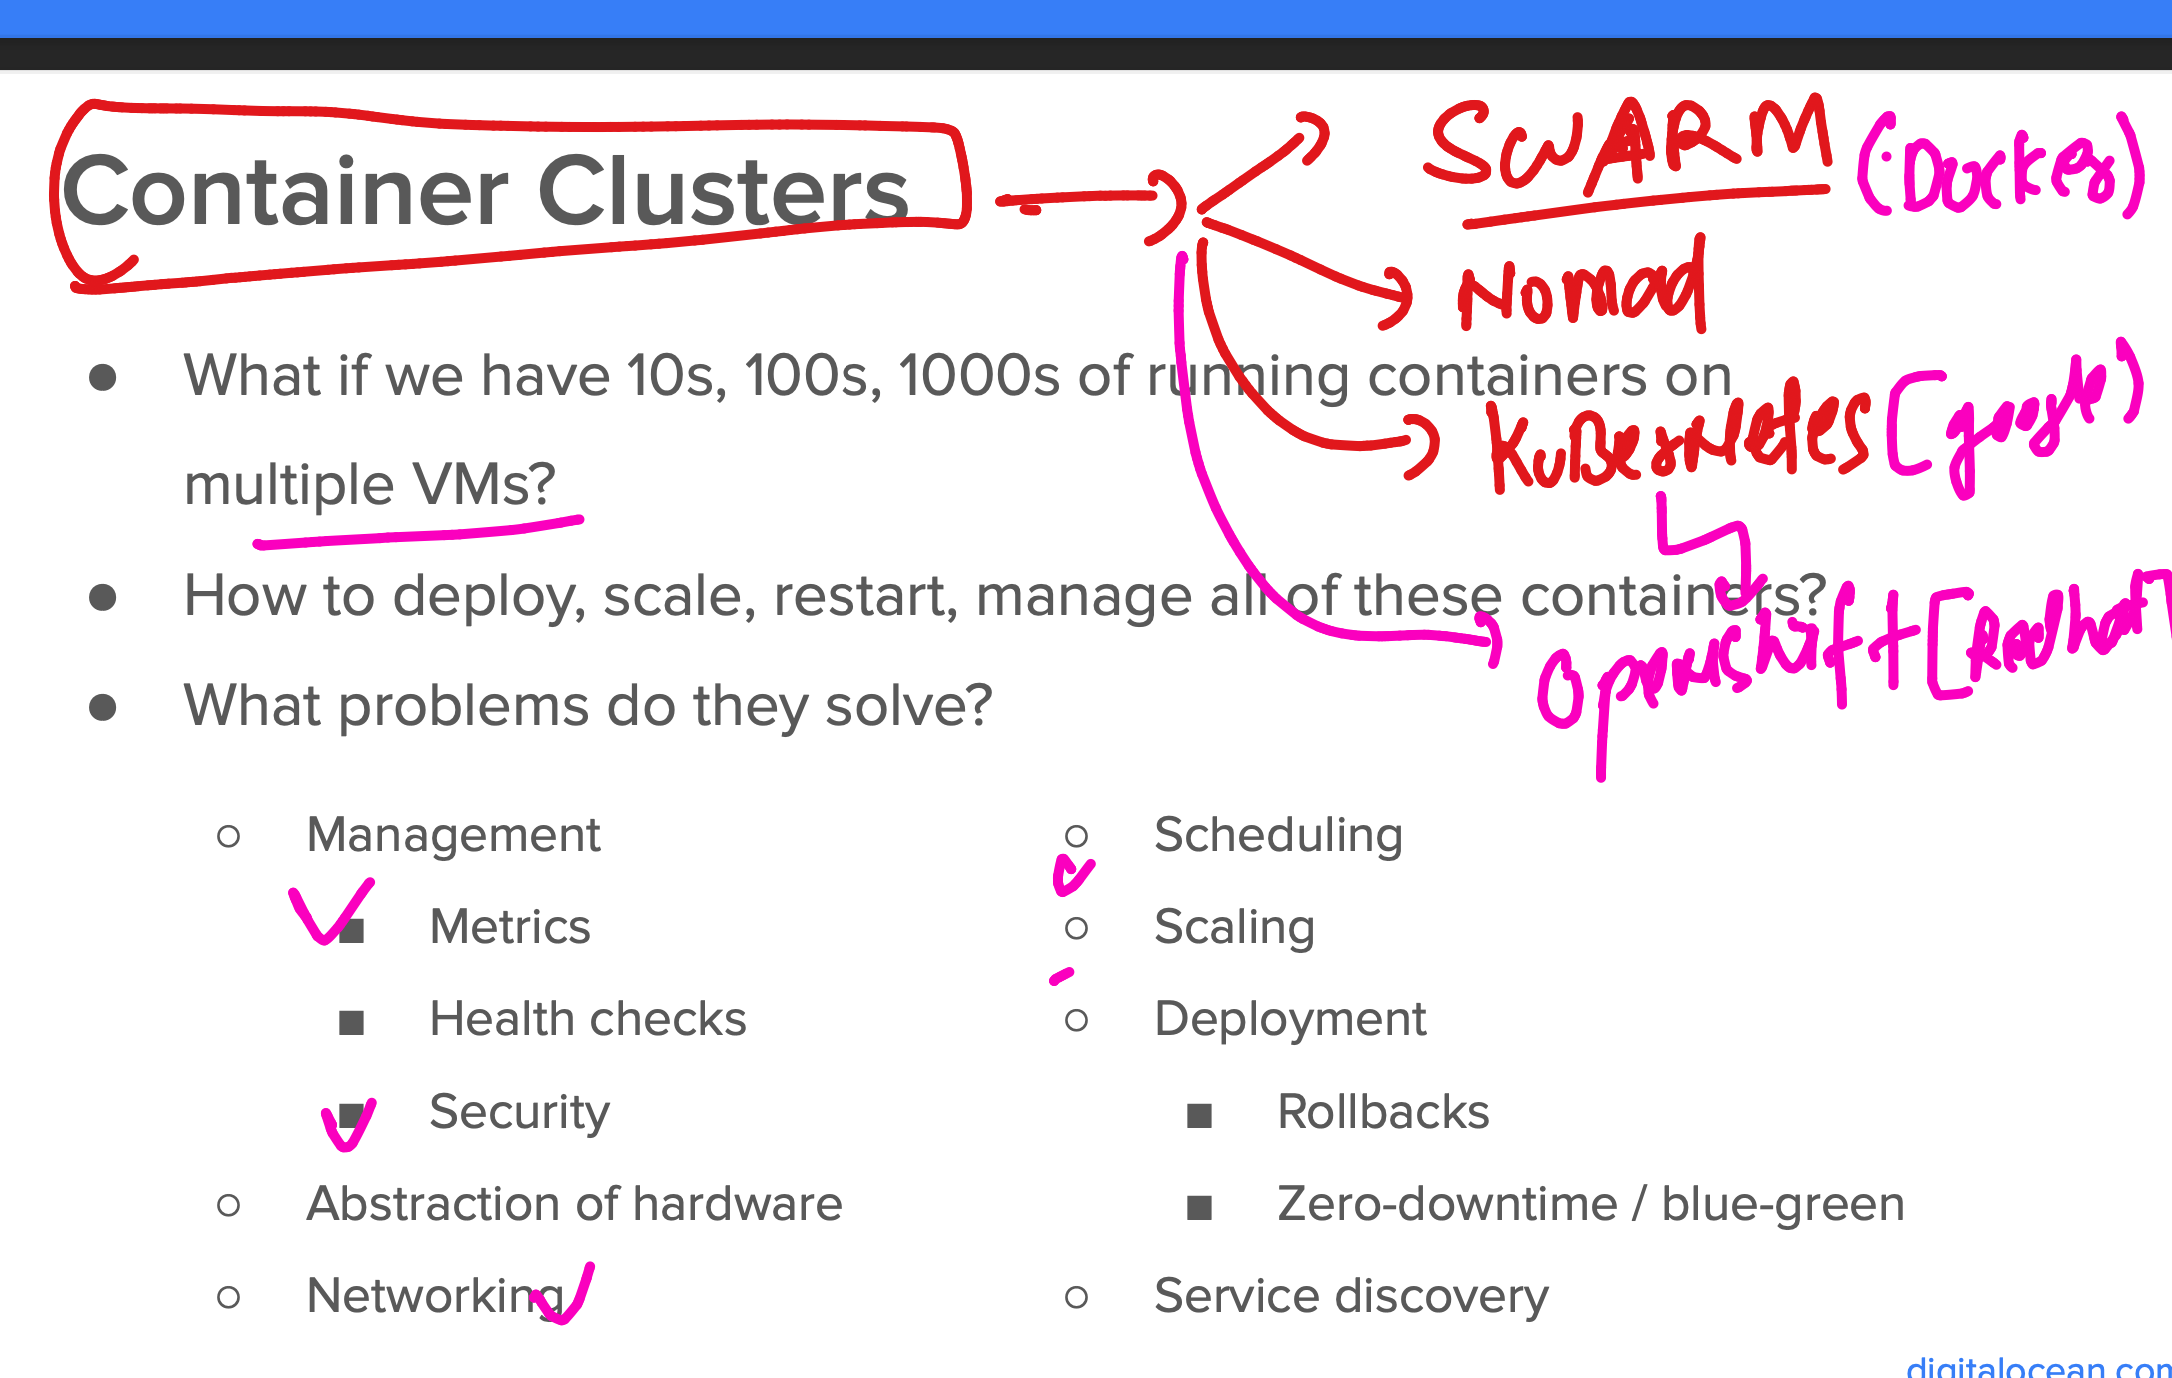 Container Clusters
SWARM (Docker)
Nomad
● What if we have 10s, 100s, 1000s of running containers on
Kubernetes [google)
multiple VMs?
● How to deploy, scale, restart, manage all of these containers?
Openshift [Redhat]
● What problems do they solve?
○ Management
■ Metrics
■ Health checks
■ Security
○ Abstraction of hardware
○ Networking
○ Scheduling
○ Scaling
○ Deployment
■ Rollbacks
■ Zero-downtime / blue-green
○ Service discovery
digitalocean.com